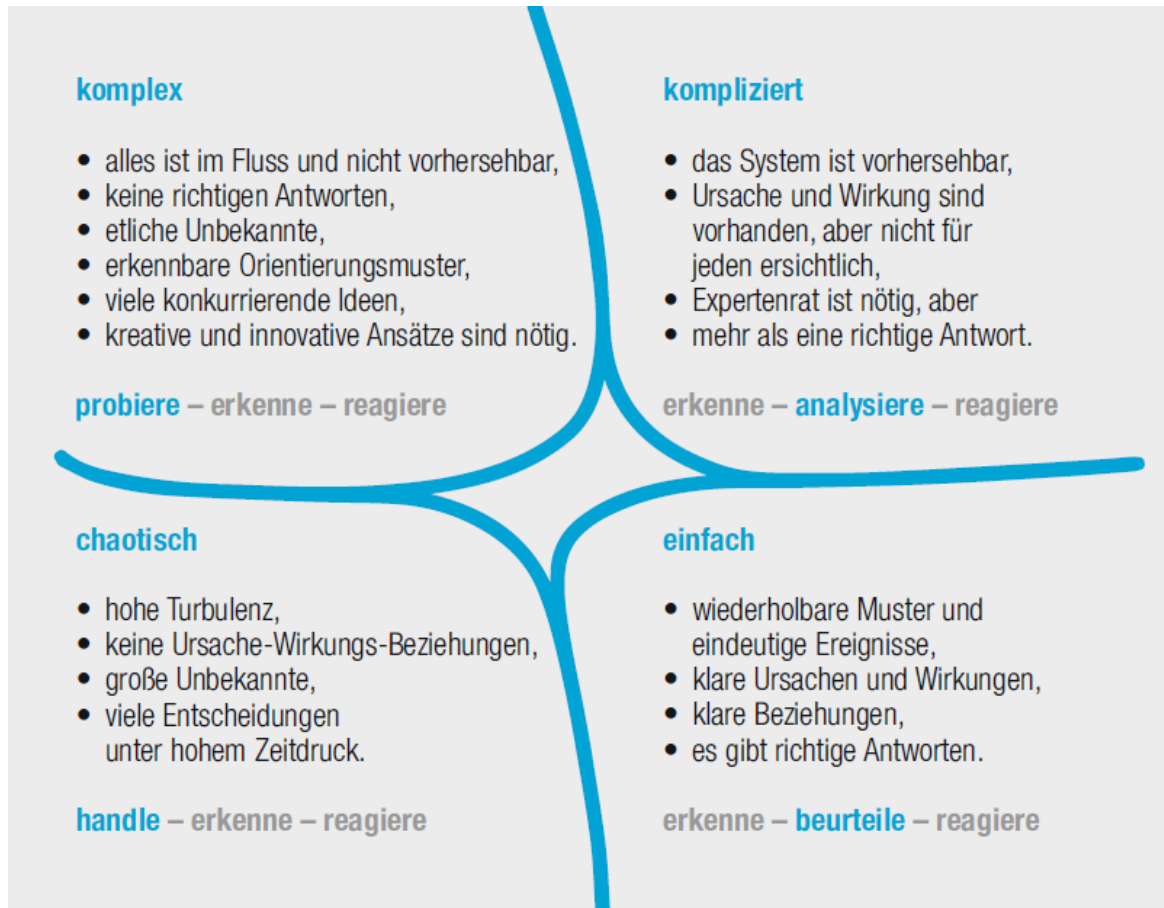 komplex
• alles ist im Fluss und nicht vorhersehbar,
• keine richtigen Antworten,
• etliche Unbekannte,
• erkennbare Orientierungsmuster,
• viele konkurrierende Ideen,
• kreative und innovative Ansätze sind nötig.
probiere – erkenne – reagiere
kompliziert
• das System ist vorhersehbar,
• Ursache und Wirkung sind
vorhanden, aber nicht für
jeden ersichtlich,
• Expertenrat ist nötig, aber
• mehr als eine richtige Antwort.
erkenne – analysiere – reagiere
chaotisch
• hohe Turbulenz,
• keine Ursache-Wirkungs-Beziehungen,
• große Unbekannte,
• viele Entscheidungen
unter hohem Zeitdruck.
handle – erkenne – reagiere
einfach
• wiederholbare Muster und
eindeutige Ereignisse,
• klare Ursachen und Wirkungen,
• klare Beziehungen,
• es gibt richtige Antworten.
erkenne – beurteile – reagiere